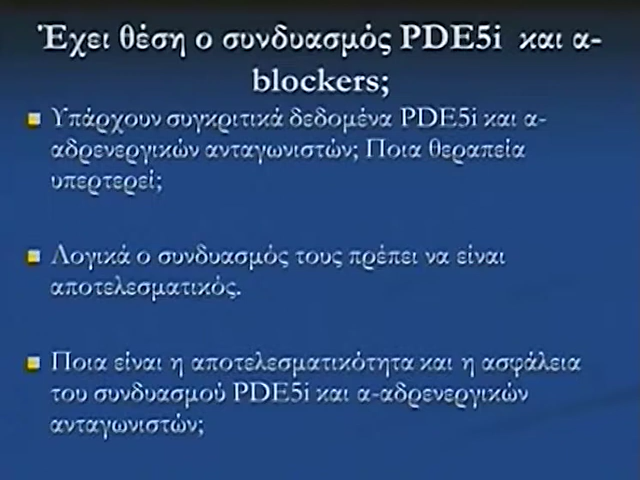 Έχει θέση ο συνδυασμός PDE5i και α-
blockers;
Υπάρχουν συγκριτικά δεδομένα PDE5i και α-
αδρενεργικών ανταγωνιστών; Ποια θεραπεία
υπερτερεί;
Λογικά ο συνδυασμός τους πρέπει να είναι
αποτελεσματικός.
Ποια είναι η αποτελεσματικότητα και η ασφάλεια
του συνδυασμού PDE5i και α-αδρενεργικών
ανταγωνιστών;